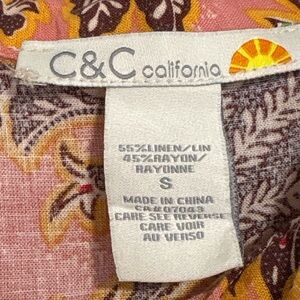 C&C california
55%LINEN/LIN
45%RAYON/
RAYONNE
S
MADE IN CHINA
CA#07043
CARE SEE REVERSE
CARE VOIR
AU VERSO